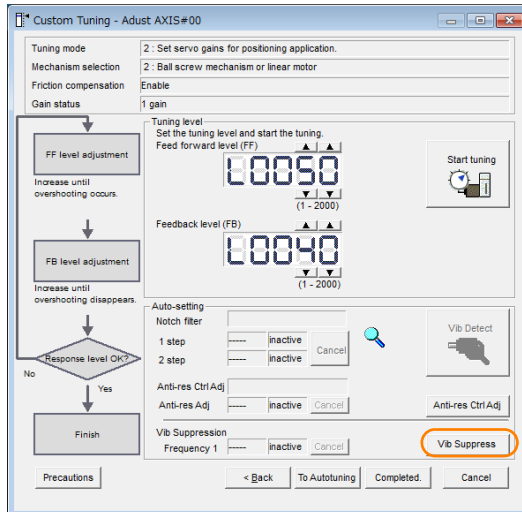 Custom Tuning - Adust AXIS#00
Tuning mode 2 : Set servo gains for positioning application.
Mechanism selection 2 : Ball screw mechanism or linear motor
Friction compensation Enable
Gain status 1 gain
FF level adjustment
Increase until
overshooting occurs.
FB level adjustment
Increase until
overshooting disappears.
Response level OK?
No
Yes
Finish
Tuning level
Set the tuning level and start the tuning.
Feed forward level (FF)
L0050
(1 - 2000)
Feedback level (FB)
L0040
(1 - 2000)
Start tuning
Auto-setting
Notch filter
1 step ----- inactive
2 step ----- inactive
Cancel
Vib Detect
Anti-res Ctrl Adj
Anti-res Adj ----- inactive Cancel
Anti-res Ctrl Adj
Vib Suppression
Frequency 1 ----- inactive Cancel
Vib Suppress
Precautions < Back To Autotuning Completed. Cancel